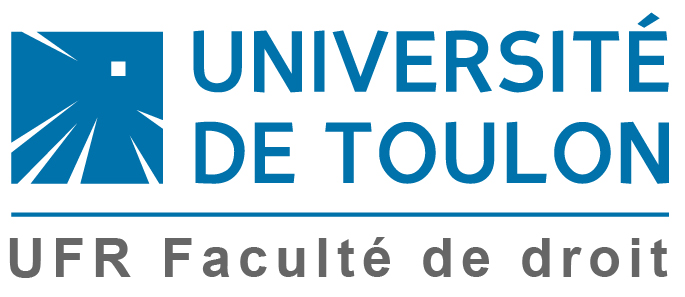 UNIVERSITÉ
DE TOULON
UFR Faculté de droit